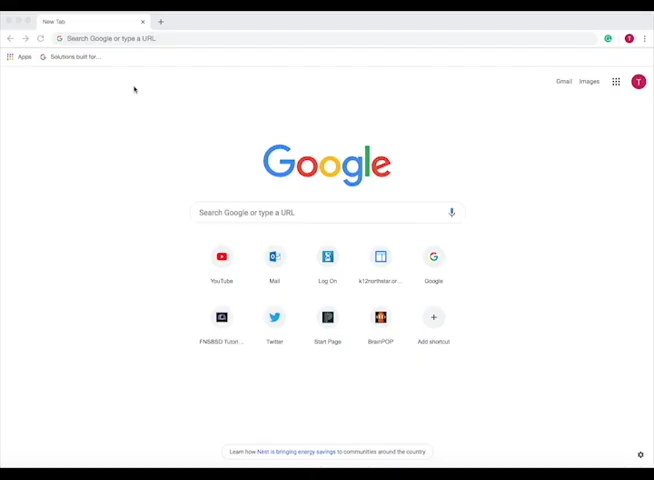 New Tab
Search Google or type a URL
Apps
Solutions built for...
Gmail
Images
T
Google
Search Google or type a URL
YouTube
Mail
Log On
k12northstar.or...
Google
FNSBSD Tutor...
Twitter
Start Page
BrainPOP
Add shortcut
Learn how Nest is bringing energy savings to communities around the country